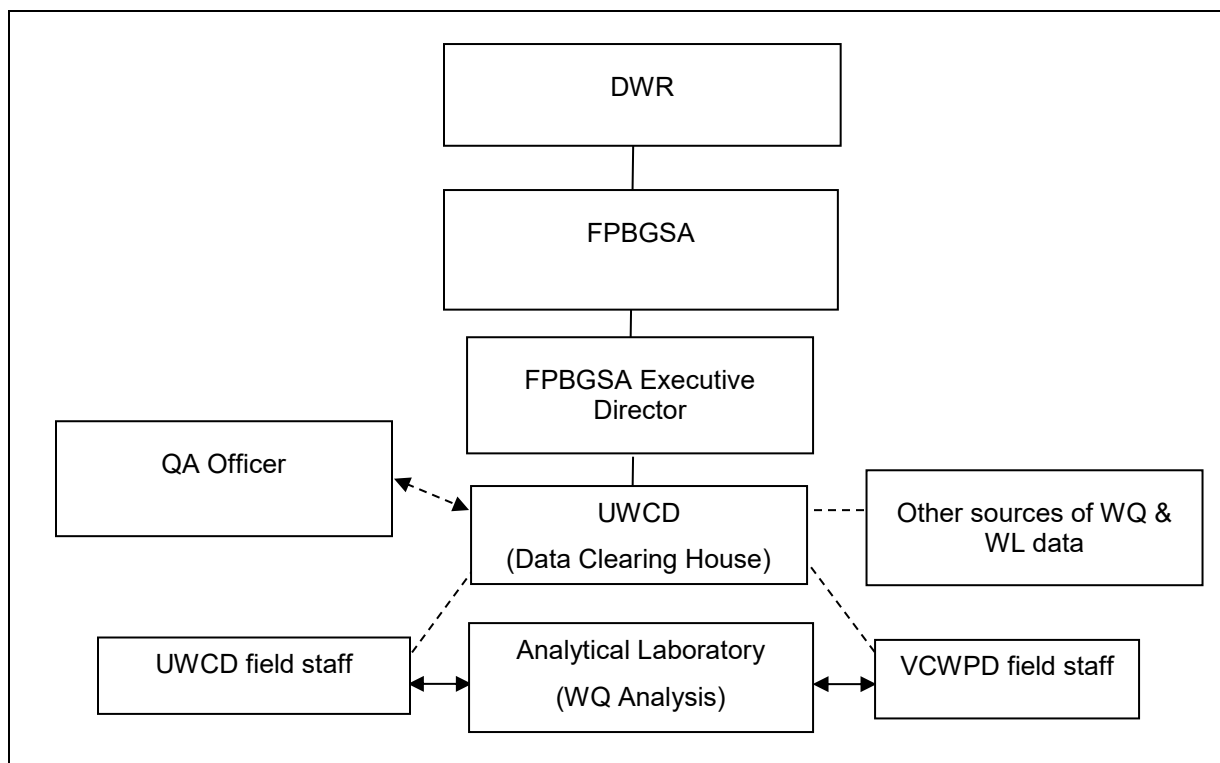 DWR
FPBGSA
FPBGSA Executive
Director
QA Officer
UWCD
(Data Clearing House)
Other sources of WQ &
WL data
UWCD field staff
Analytical Laboratory
(WQ Analysis)
VCWPD field staff